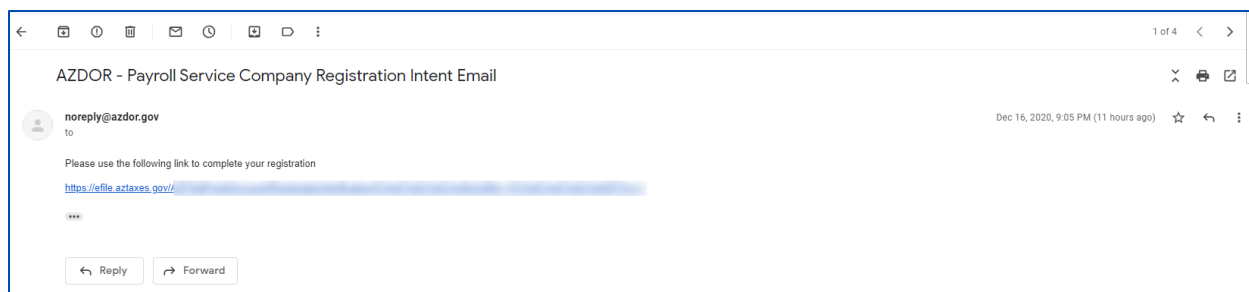 1 of 4
AZDOR - Payroll Service Company Registration Intent Email
noreply@azdor.gov
Dec 16, 2020, 9:05 PM (11 hours ago)
to
Please use the following link to complete your registration
https://efile.aztaxes.gov/
Reply
Forward